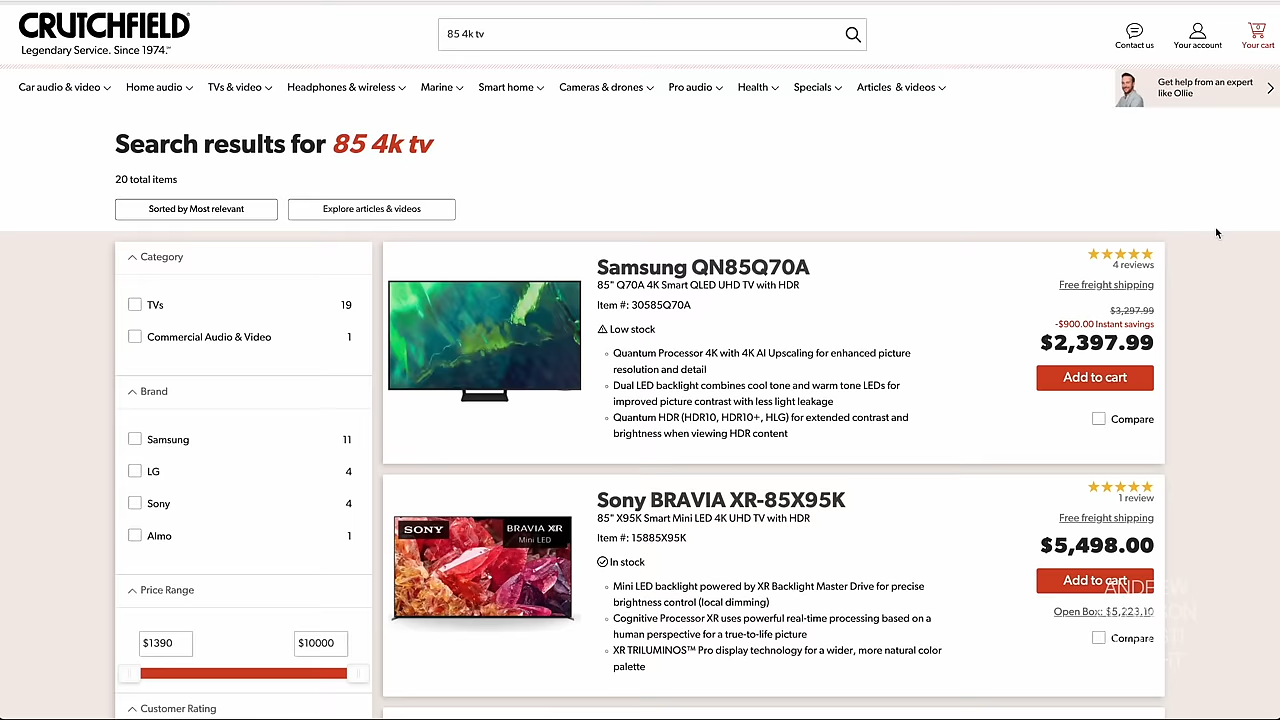 CRUTCHFIELD
Legendary Service. Since 1974.
85 4k tv
Contact us
Your account
0
Your cart
Car audio & video
Home audio
TVs & video
Headphones & wireless
Marine
Smart home
Cameras & drones
Pro audio
Health
Specials
Articles & videos
Get help from an expert
like Ollie
Search results for 85 4k tv
20 total items
Sorted by Most relevant
Explore articles & videos
Category
TVs 19
Commercial Audio & Video 1
Brand
Samsung 11
LG 4
Sony 4
Almo 1
Price Range
$1390
$10000
Customer Rating
Samsung QN85Q70A
85" Q70A 4K Smart QLED UHD TV with HDR
Item #: 30585Q70A
Low stock
Quantum Processor 4K with 4K AI Upscaling for enhanced picture
resolution and detail
Dual LED backlight combines cool tone and warm tone LEDs for
improved picture contrast with less light leakage
Quantum HDR (HDR10, HDR10+, HLG) for extended contrast and
brightness when viewing HDR content
4 reviews
Free freight shipping
$3,297.99
-$900.00 Instant savings
$2,397.99
Add to cart
Compare
SONY
BRAVIA XR
Mini LED
Sony BRAVIA XR-85X95K
85" X95K Smart Mini LED 4K UHD TV with HDR
Item #: 15885X95K
In stock
Mini LED backlight powered by XR Backlight Master Drive for precise
brightness control (local dimming)
Cognitive Processor XR uses powerful real-time processing based on a
human perspective for a true-to-life picture
XR TRILUMINOS™ Pro display technology for a wider, more natural color
palette
1 review
Free freight shipping
$5,498.00
Add to cart
Open Box: $5,223.10
Compare